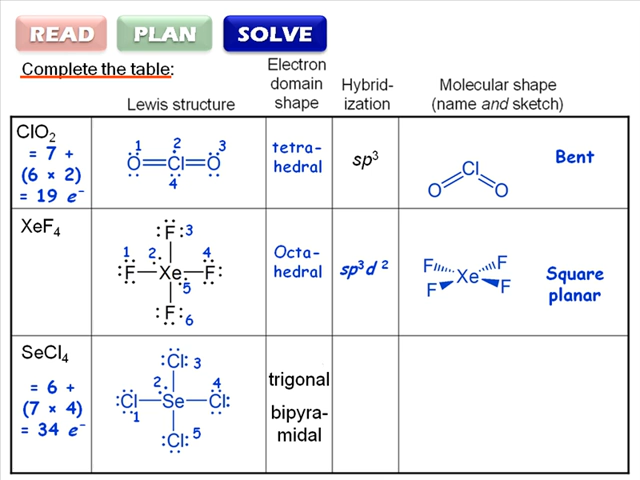 READ PLAN SOLVE
Complete the table:
Lewis structure
Electron
domain
shape
Hybrid-
ization
Molecular shape
(name and sketch)
ClO₂
= 7 +
(6 × 2)
= 19 e⁻
1 2 3
O Cl O
4
tetra-
hedral
sp³
Cl
O O
Bent
XeF₄
F 3
1 2 4
F Xe F
5
F 6
Octa-
hedral
sp³d²
F F
Xe
F F
Square
planar
SeCl₄
= 6 +
(7 × 4)
= 34 e⁻
Cl 3
2 4
Cl Se Cl
1
Cl 5
trigonal
bipyra-
midal